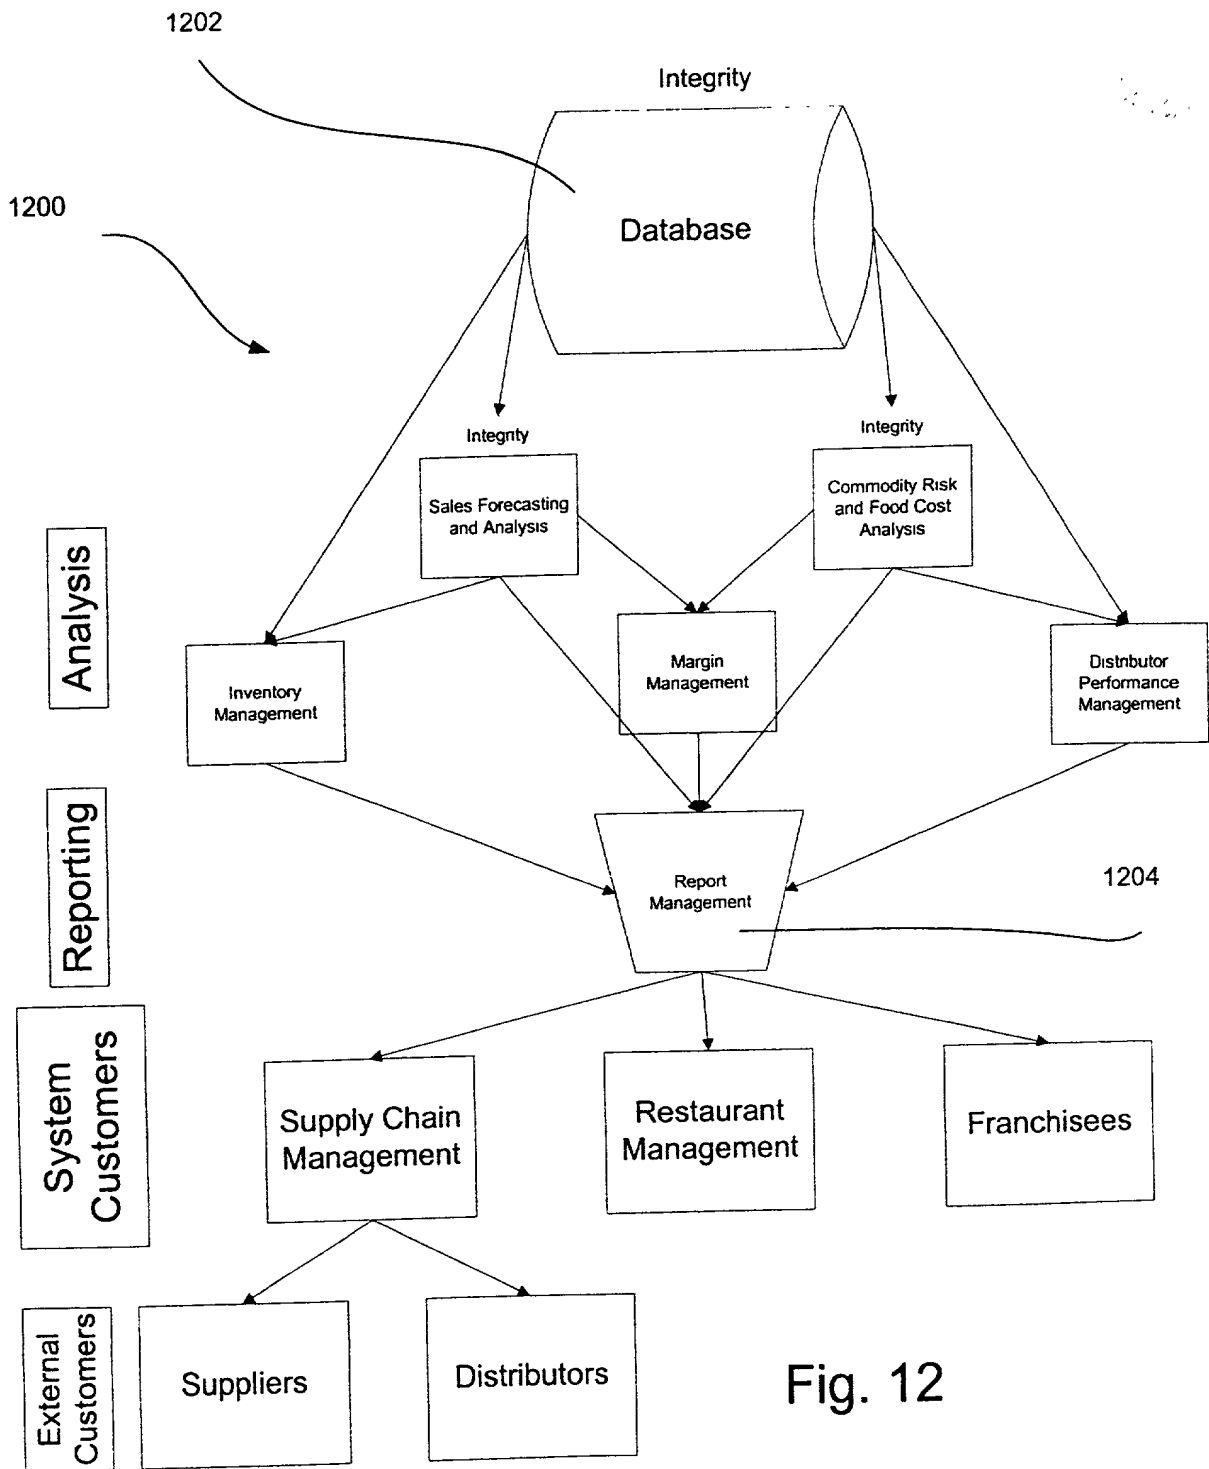 1202
Integrity
1200
Database
Integrity
Integrity
Sales Forecasting
and Analysis
Commodity Risk
and Food Cost
Analysis
Analysis
Inventory
Management
Margin
Management
Distributor
Performance
Management
Reporting
Report
Management
1204
System
Customers
Supply Chain
Management
Restaurant
Management
Franchisees
External
Customers
Suppliers
Distributors
Fig. 12